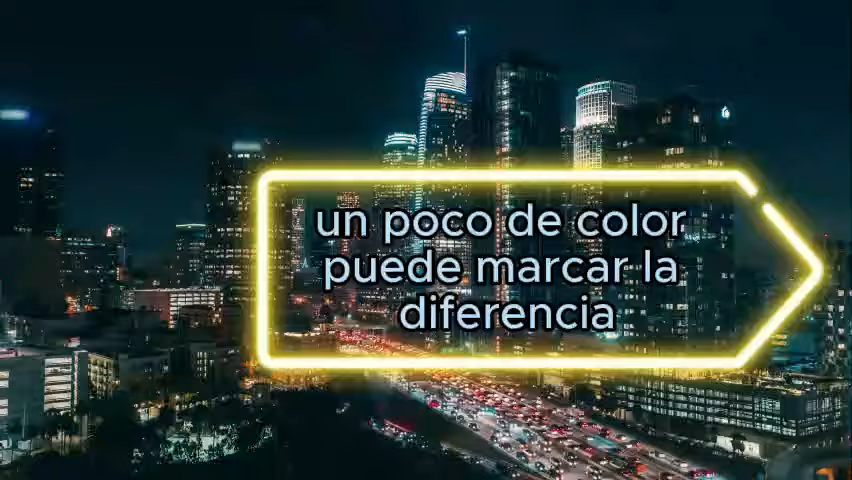 un poco de color
puede marcar la
diferencia